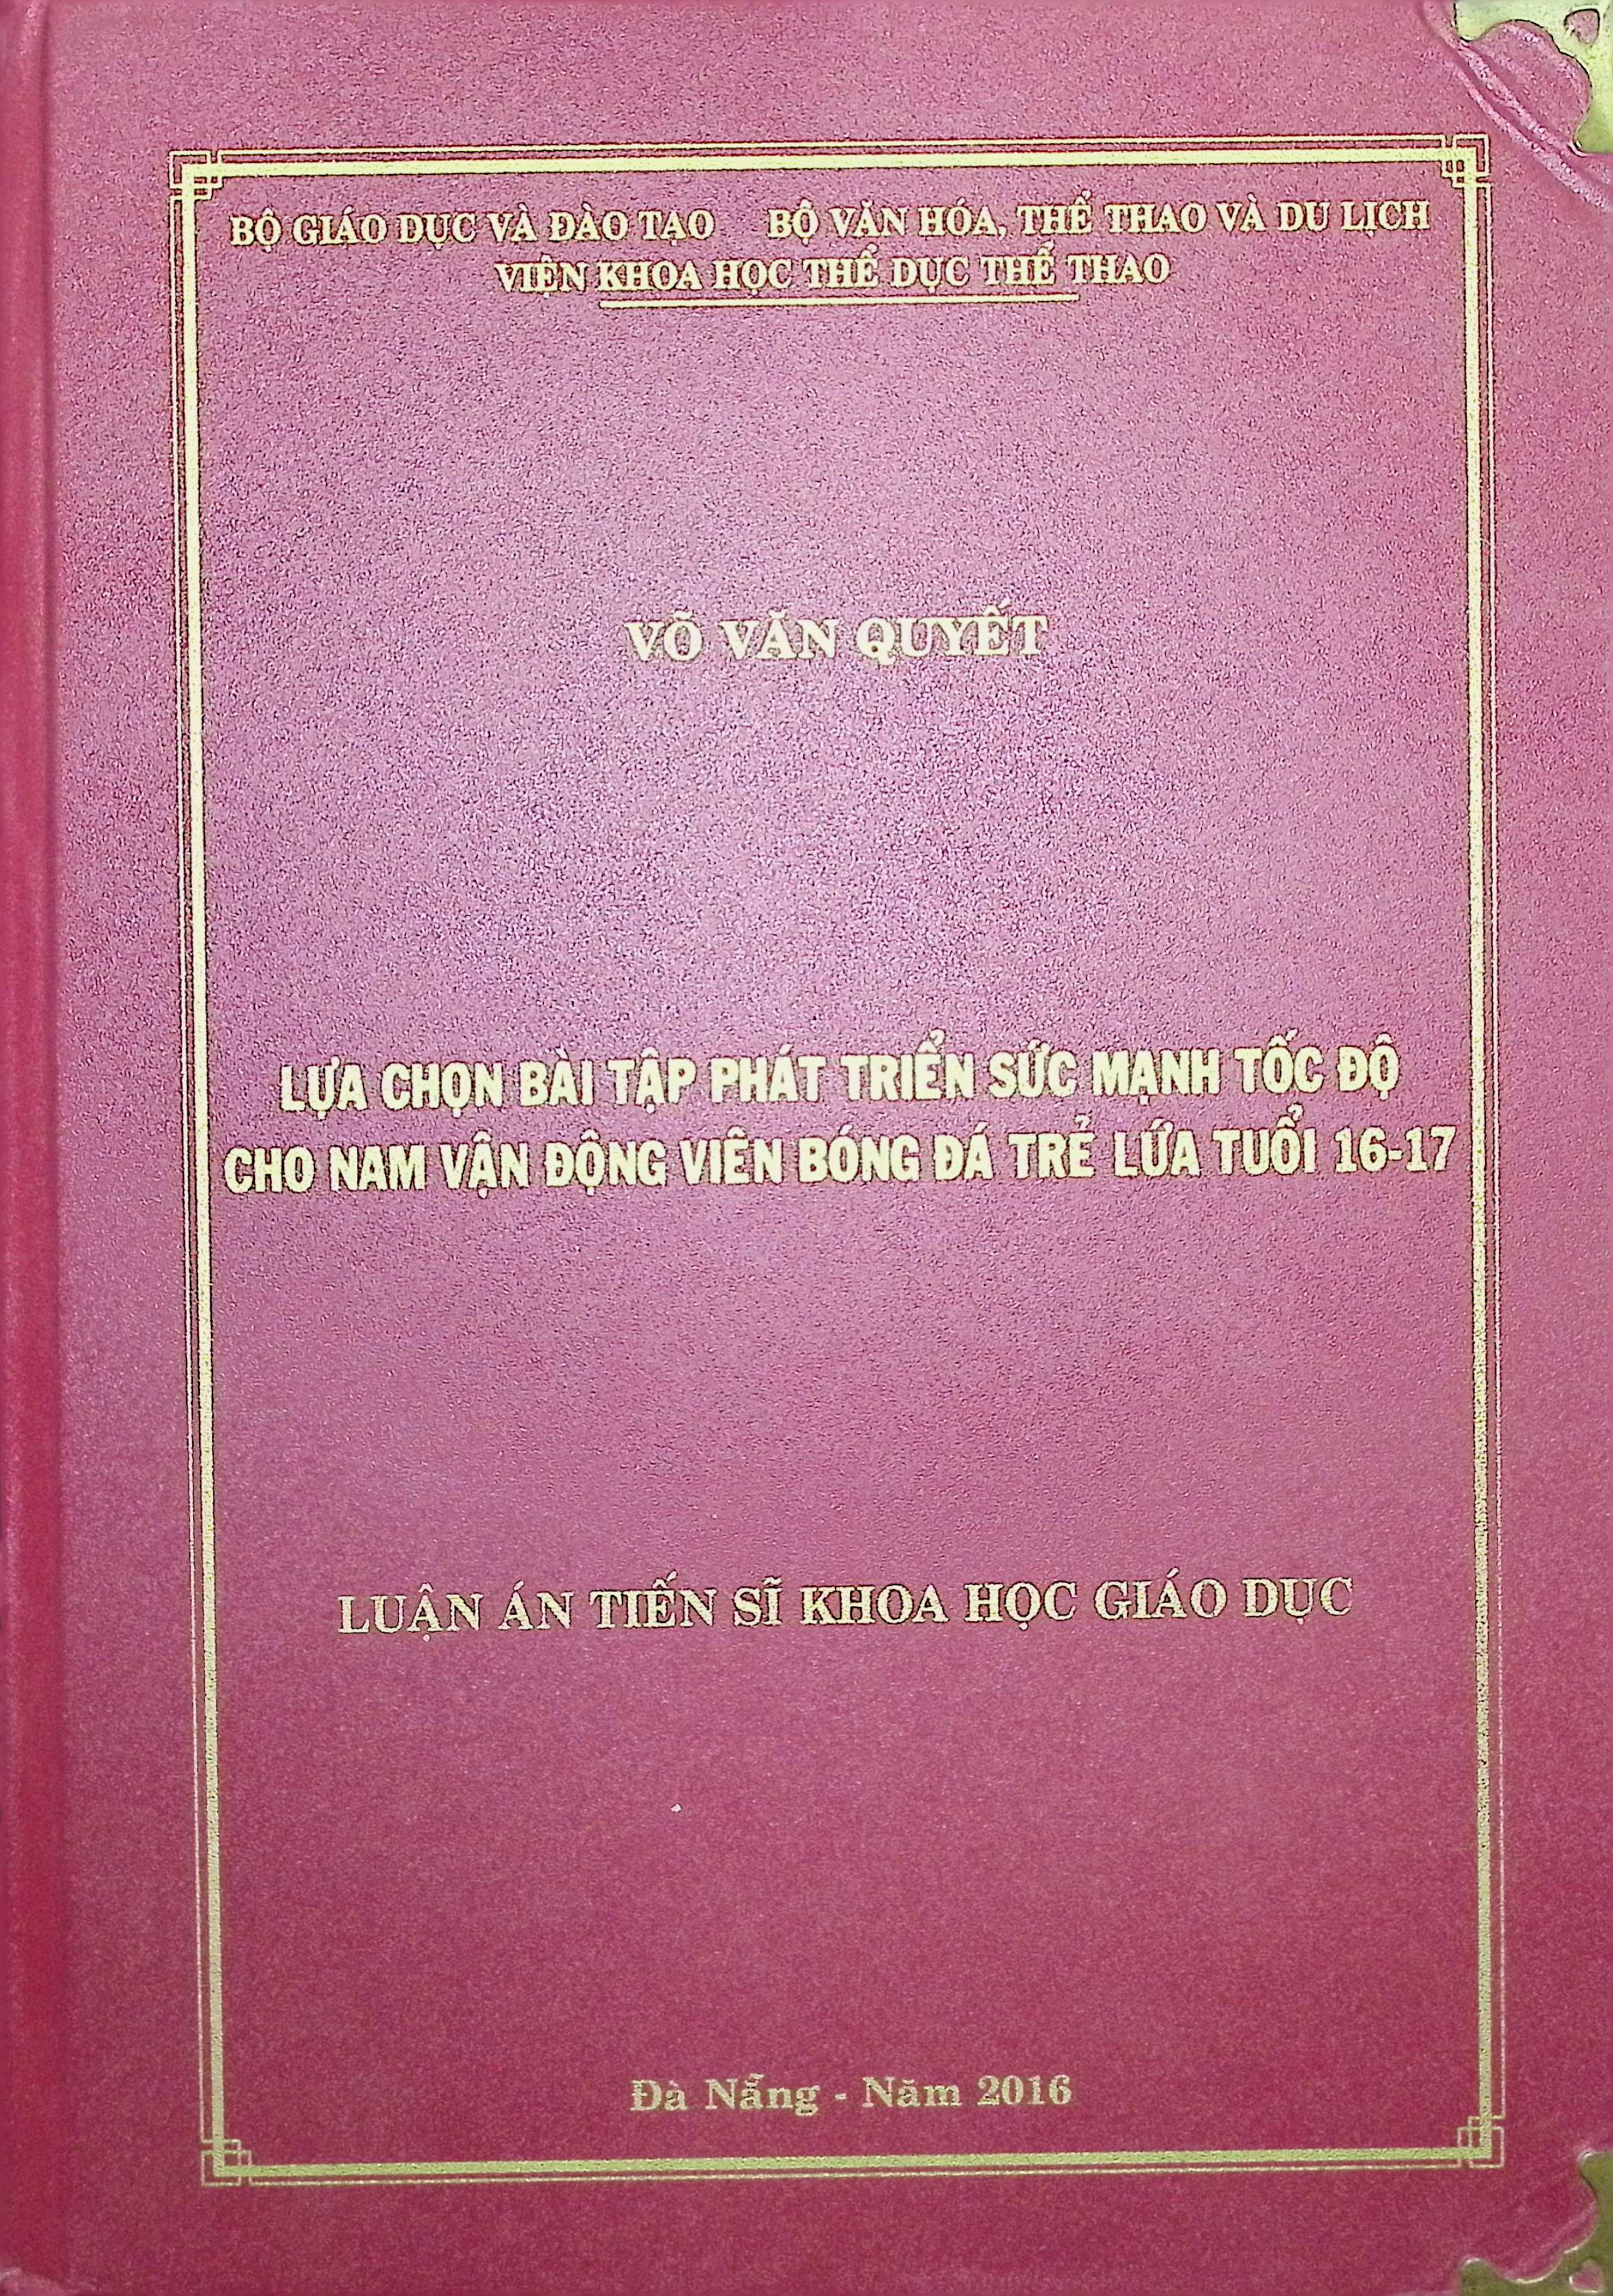 BỘ GIÁO DỤC VÀ ĐÀO TẠO BỘ VĂN HÓA, THỂ THAO VÀ DU LỊCH
VIỆN KHOA HỌC THỂ DỤC THỂ THAO
VÕ VĂN QUYẾT
LỰA CHỌN BÀI TẬP PHÁT TRIỂN SỨC MẠNH TỐC ĐỘ
CHO NAM VẬN ĐỘNG VIÊN BÓNG ĐÁ TRẺ LỨA TUỔI 16-17
LUẬN ÁN TIẾN SĨ KHOA HỌC GIÁO DỤC
Đà Nẵng - Năm 2016